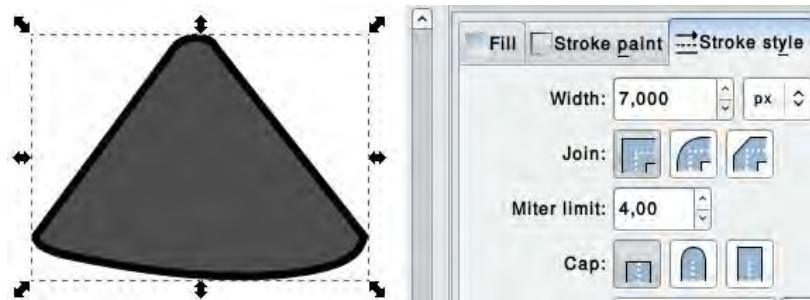 Fill Stroke paint Stroke style
Width: 7,000 px
Join:
Miter limit: 4,00
Cap: